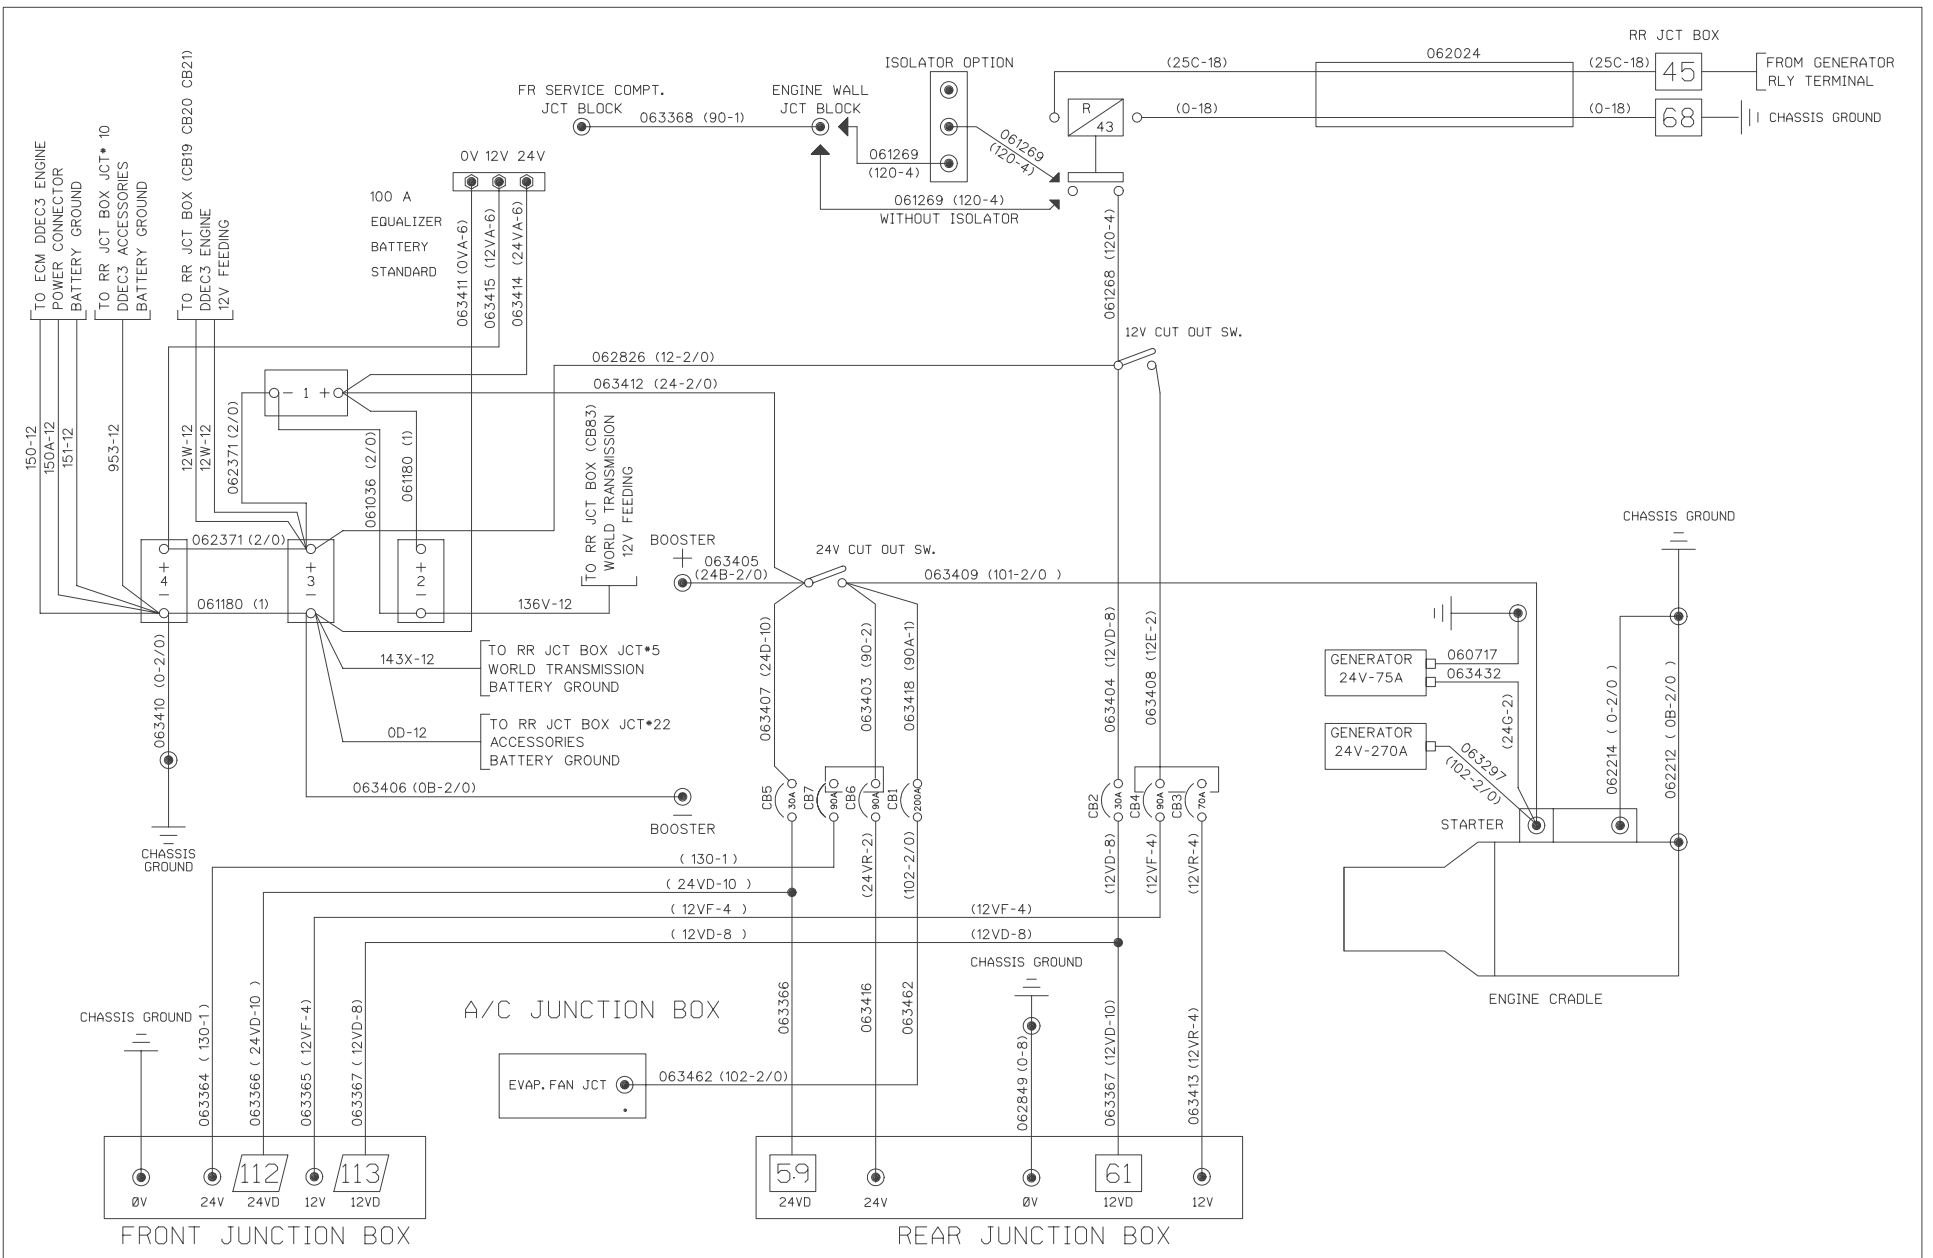 RR JCT BOX
062024
(25C-18)
(25C-18)
45
FROM GENERATOR
RLY TERMINAL
ISOLATOR OPTION
FR SERVICE COMPT.
JCT BLOCK
ENGINE WALL
JCT BLOCK
063368 (90-1)
R
43
(0-18)
(0-18)
68
CHASSIS GROUND
061269
(120-4)
061269
(120-4)
061269 (120-4)
WITHOUT ISOLATOR
0V 12V 24V
100 A
EQUALIZER
BATTERY
STANDARD
063411 (0VA-6)
063415 (12VA-6)
063414 (24VA-6)
TO ECM DDEC3 ENGINE
POWER CONNECTOR
BATTERY GROUND
TO RR JCT BOX JCT* 10
DDEC3 ACCESSORIES
BATTERY GROUND
TO RR JCT BOX (CB19 CB20 CB21)
DDEC3 ENGINE
12V FEEDING
061268 (120-4)
12V CUT OUT SW.
062826 (12-2/0)
063412 (24-2/0)
- 1 +
150-12
150A-12
151-12
953-12
12W-12
12W-12
062371 (2/0)
061036 (2/0)
061180 (1)
TO RR JCT BOX (CB83)
WORLD TRANSMISSION
12V FEEDING
062371 (2/0)
+
4
-
+
3
-
+
2
-
061180 (1)
136V-12
BOOSTER
+
063405
(24B-2/0)
24V CUT OUT SW.
063409 (101-2/0 )
CHASSIS GROUND
143X-12
TO RR JCT BOX JCT*5
WORLD TRANSMISSION
BATTERY GROUND
0D-12
TO RR JCT BOX JCT*22
ACCESSORIES
BATTERY GROUND
063410 (0-2/0)
063406 (0B-2/0)
BOOSTER
CHASSIS
GROUND
063407 (24D-10)
063403 (90-2)
063418 (90A-1)
063404 (12VD-8)
063408 (12E-2)
GENERATOR
24V-75A
060717
063432
(24G-2)
GENERATOR
24V-270A
063297
(102-2/0)
062214 ( 0-2/0 )
062212 ( 0B-2/0 )
STARTER
ENGINE CRADLE
CB5
30A
CB7
90A
CB6
90A
CB1
200A
CB2
30A
CB4
90A
CB3
70A
(24VR-2)
(102-2/0)
(12VD-8)
(12VF-4)
(12VR-4)
( 130-1 )
( 24VD-10 )
( 12VF-4 )
(12VF-4)
( 12VD-8 )
(12VD-8)
CHASSIS GROUND
CHASSIS GROUND
A/C JUNCTION BOX
EVAP.FAN JCT
063462 (102-2/0)
063364 ( 130-1 )
063366 ( 24VD-10 )
063365 ( 12VF-4)
063367 ( 12VD-8)
063366
063416
063462
062849 (0-8)
063367 (12VD-10)
063413 (12VR-4)
112
113
59
61
0V
24V
24VD
12V
12VD
24VD
24V
0V
12VD
12V
FRONT JUNCTION BOX
REAR JUNCTION BOX